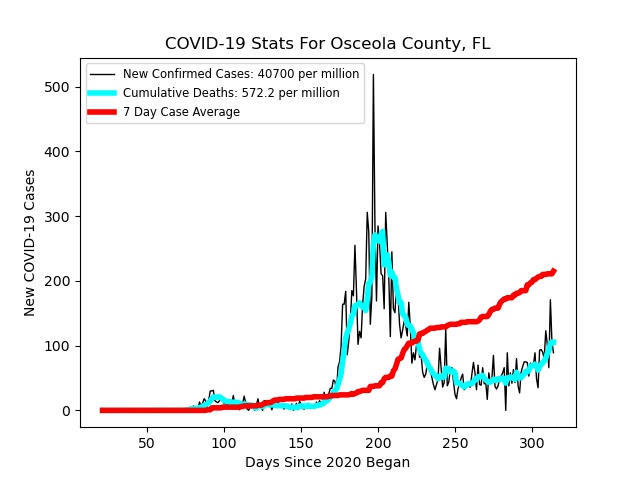 COVID-19 Stats For Osceola County, FL
New Confirmed Cases: 40700 per million
Cumulative Deaths: 572.2 per million
7 Day Case Average
New COVID-19 Cases
500
400
300
200
100
0
50 100 150 200 250 300
Days Since 2020 Began